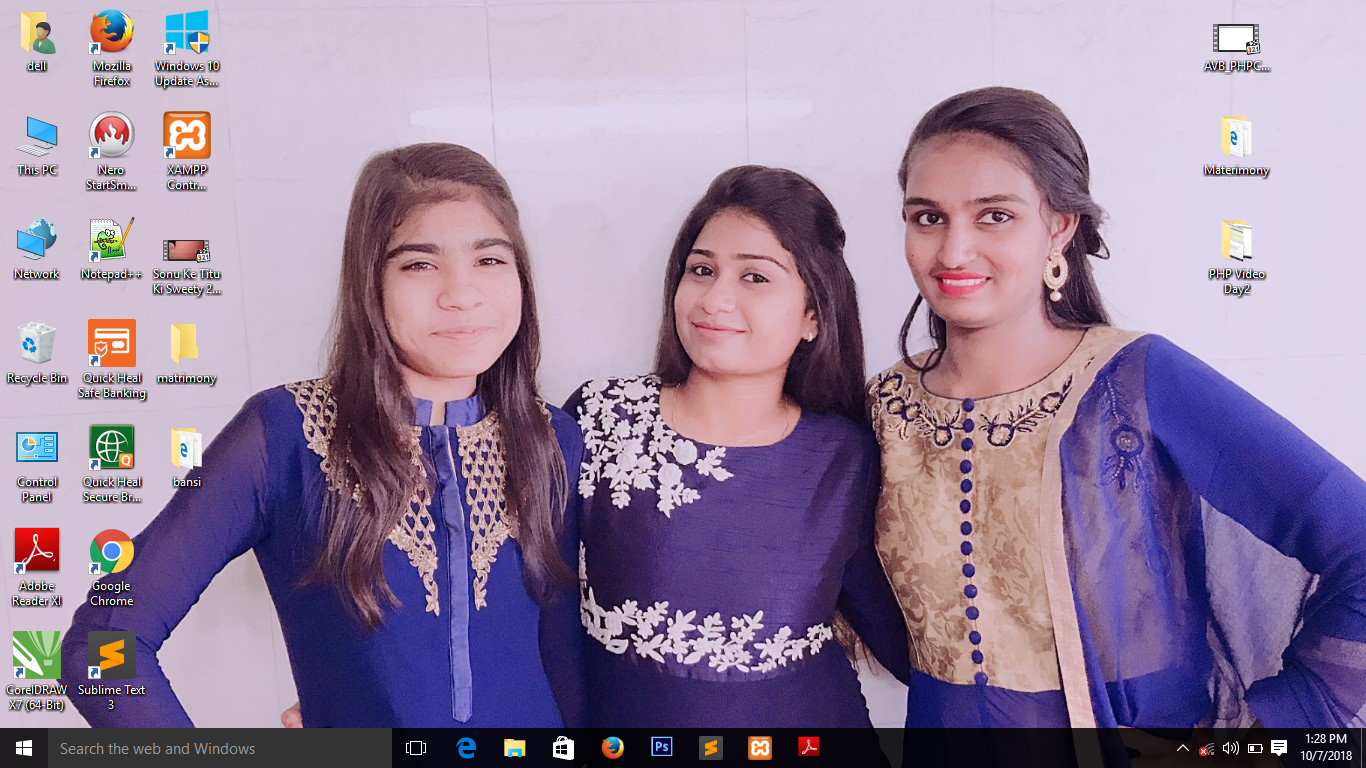 dell
Mozilla
Firefox
Windows 10
Update As...
This PC
Nero
StartSm...
XAMPP
Contr...
Network
Notepad++
Sonu Ke Titu
Ki Sweety 2...
Recycle Bin
Quick Heal
Safe Banking
matrimony
Control
Panel
Quick Heal
Secure Br...
bansi
Adobe
Reader XI
Google
Chrome
CorelDRAW
X7 (64-Bit)
Sublime Text
3
AVB_PHPC...
Materimony
PHP Video
Day2
Search the web and Windows
Ps
1:28 PM
10/7/2018